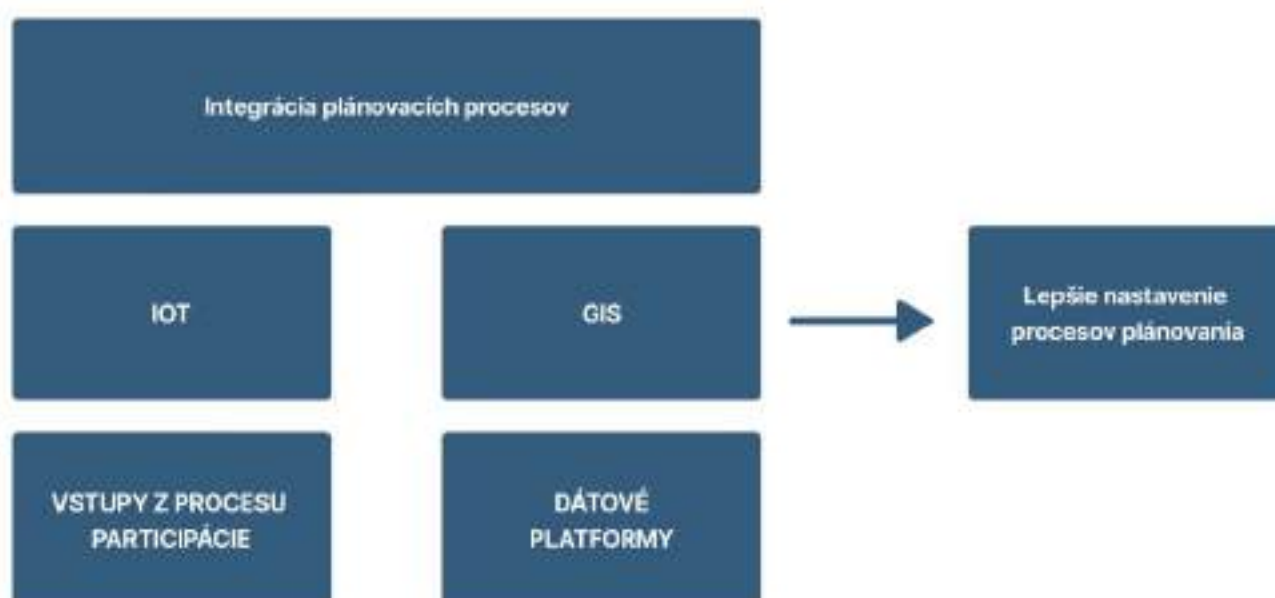 Integrácia plánovacích procesov
IOT
GIS
Lepšie nastavenie
procesov plánovania
VSTUPY Z PROCESU
PARTICIPÁCIE
DÁTOVÉ
PLATFORMY